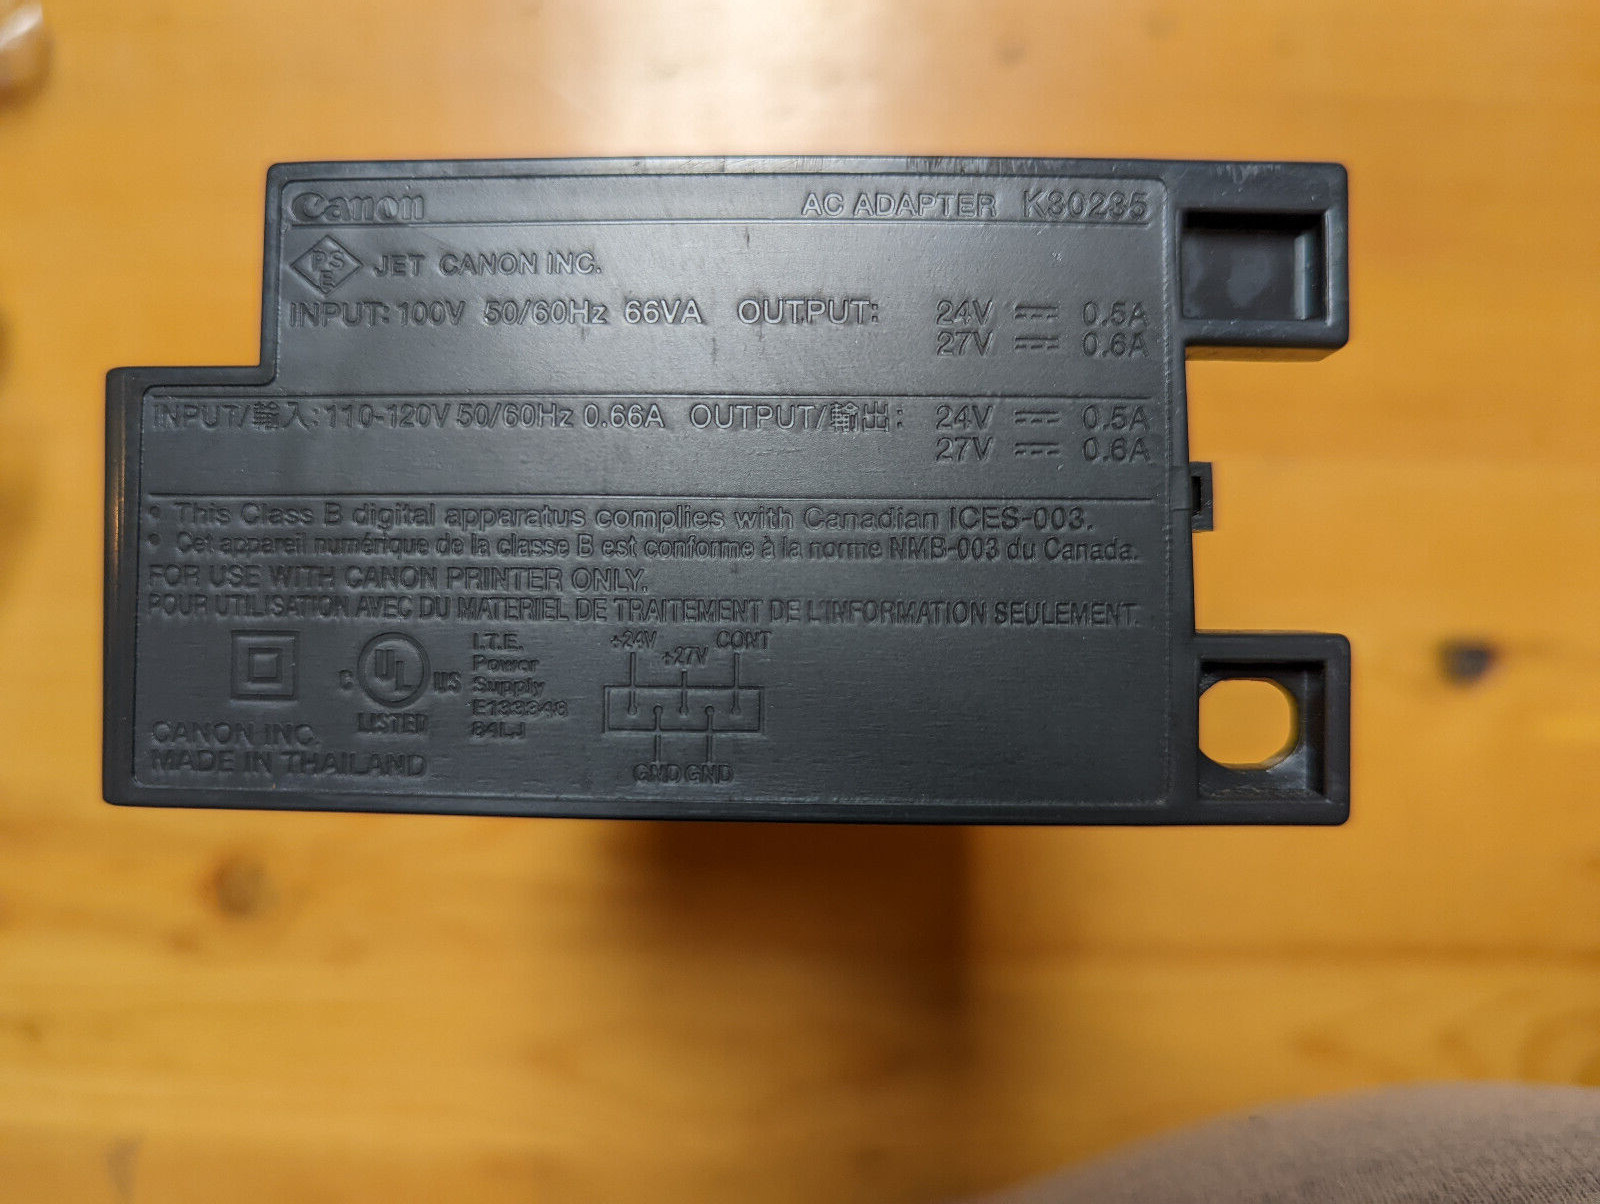 Canon AC ADAPTER K30285
PSE JET CANON INC.
INPUT: 100V 50/60Hz 66VA OUTPUT: 24V ⎓ 0.5A
27V ⎓ 0.6A
INPUT/輸入: 110-120V 50/60Hz 0.66A OUTPUT/輸出: 24V ⎓ 0.5A
27V ⎓ 0.6A
• This Class B digital apparatus complies with Canadian ICES-003.
• Cet appareil numérique de la classe B est conforme à la norme NMB-003 du Canada.
FOR USE WITH CANON PRINTER ONLY.
POUR UTILISATION AVEC DU MATERIEL DE TRAITEMENT DE L'INFORMATION SEULEMENT.
C UL US
LISTED
I.T.E.
Power
Supply
E133346
84LJ
+24V +27V CONT
GND GND
CANON INC.
MADE IN THAILAND